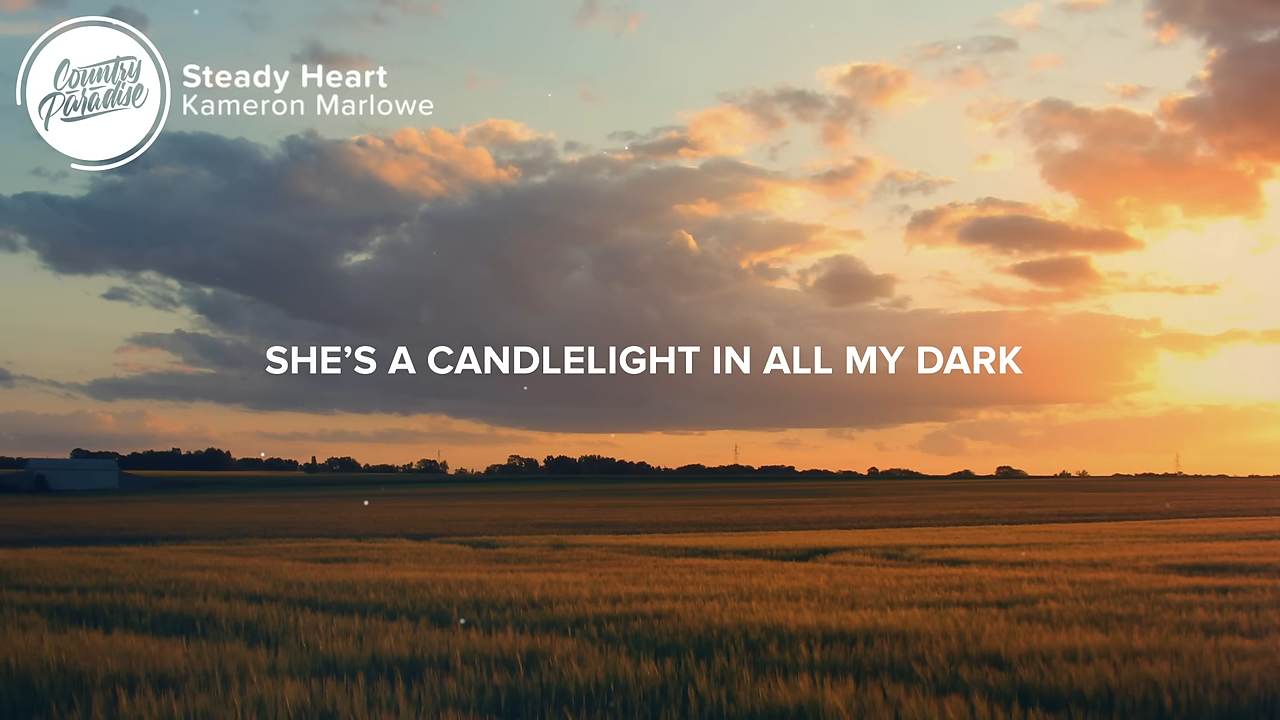 Country
Paradise
Steady Heart
Kameron Marlowe
SHE'S A CANDLELIGHT IN ALL MY DARK